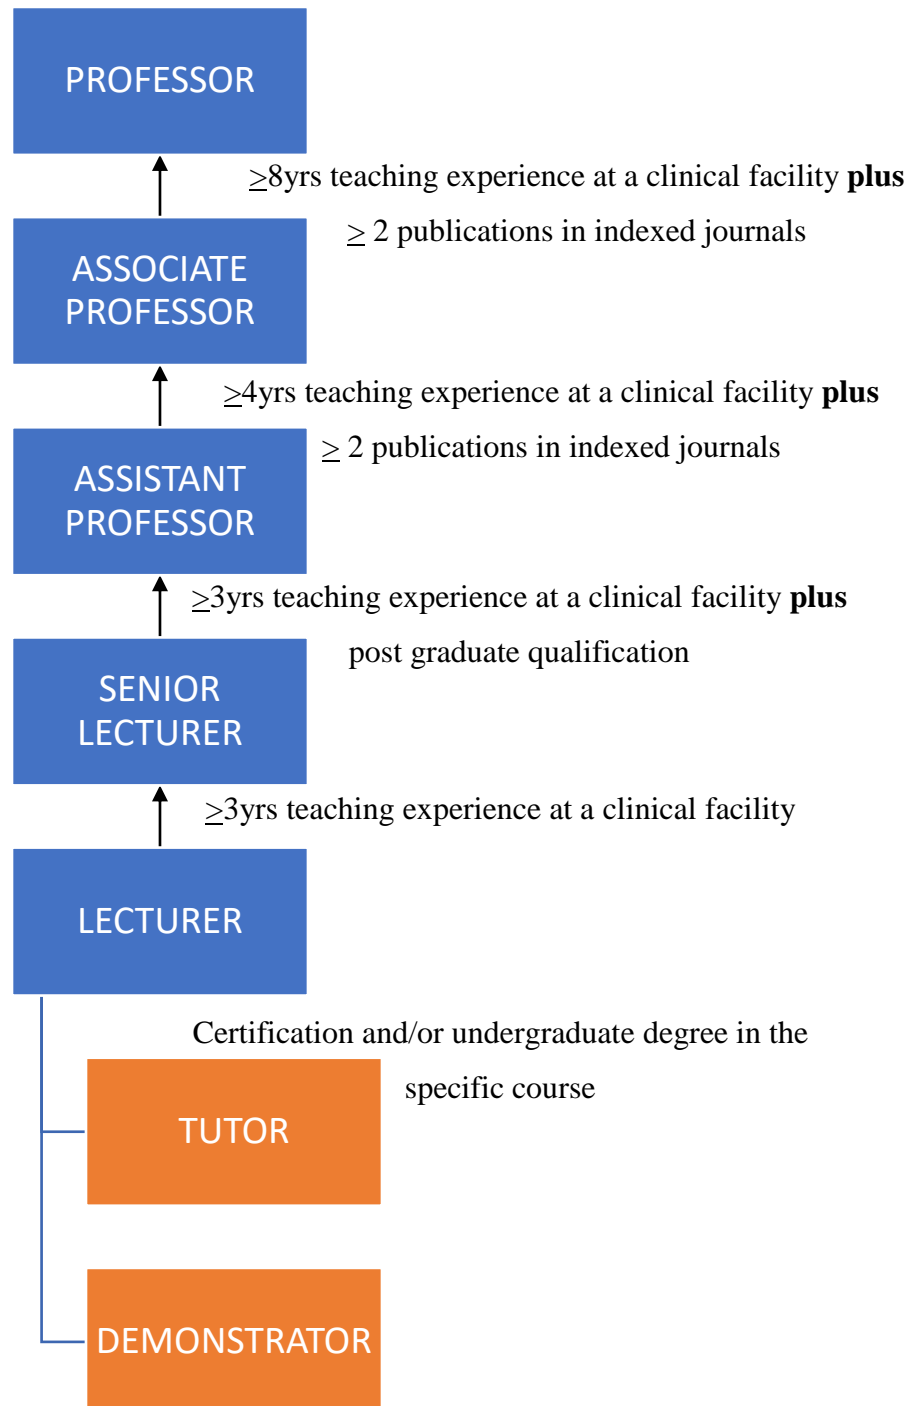 PROFESSOR
≥8yrs teaching experience at a clinical facility plus
≥ 2 publications in indexed journals
ASSOCIATE
PROFESSOR
≥4yrs teaching experience at a clinical facility plus
≥ 2 publications in indexed journals
ASSISTANT
PROFESSOR
≥3yrs teaching experience at a clinical facility plus
post graduate qualification
SENIOR
LECTURER
≥3yrs teaching experience at a clinical facility
LECTURER
Certification and/or undergraduate degree in the
specific course
TUTOR
DEMONSTRATOR